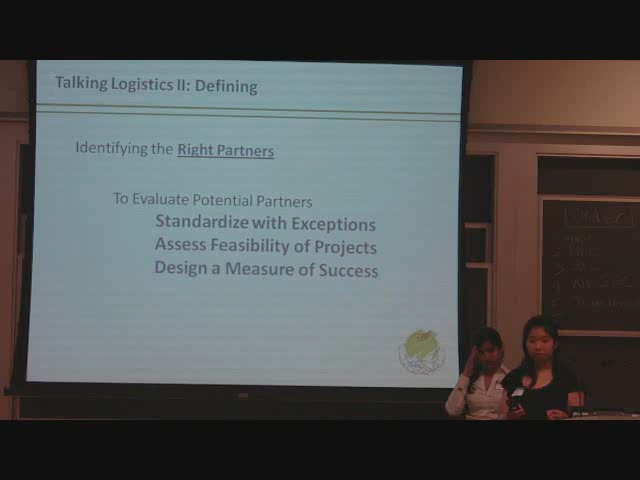 Talking Logistics II: Defining
Identifying the Right Partners
To Evaluate Potential Partners
Standardize with Exceptions
Assess Feasibility of Projects
Design a Measure of Success